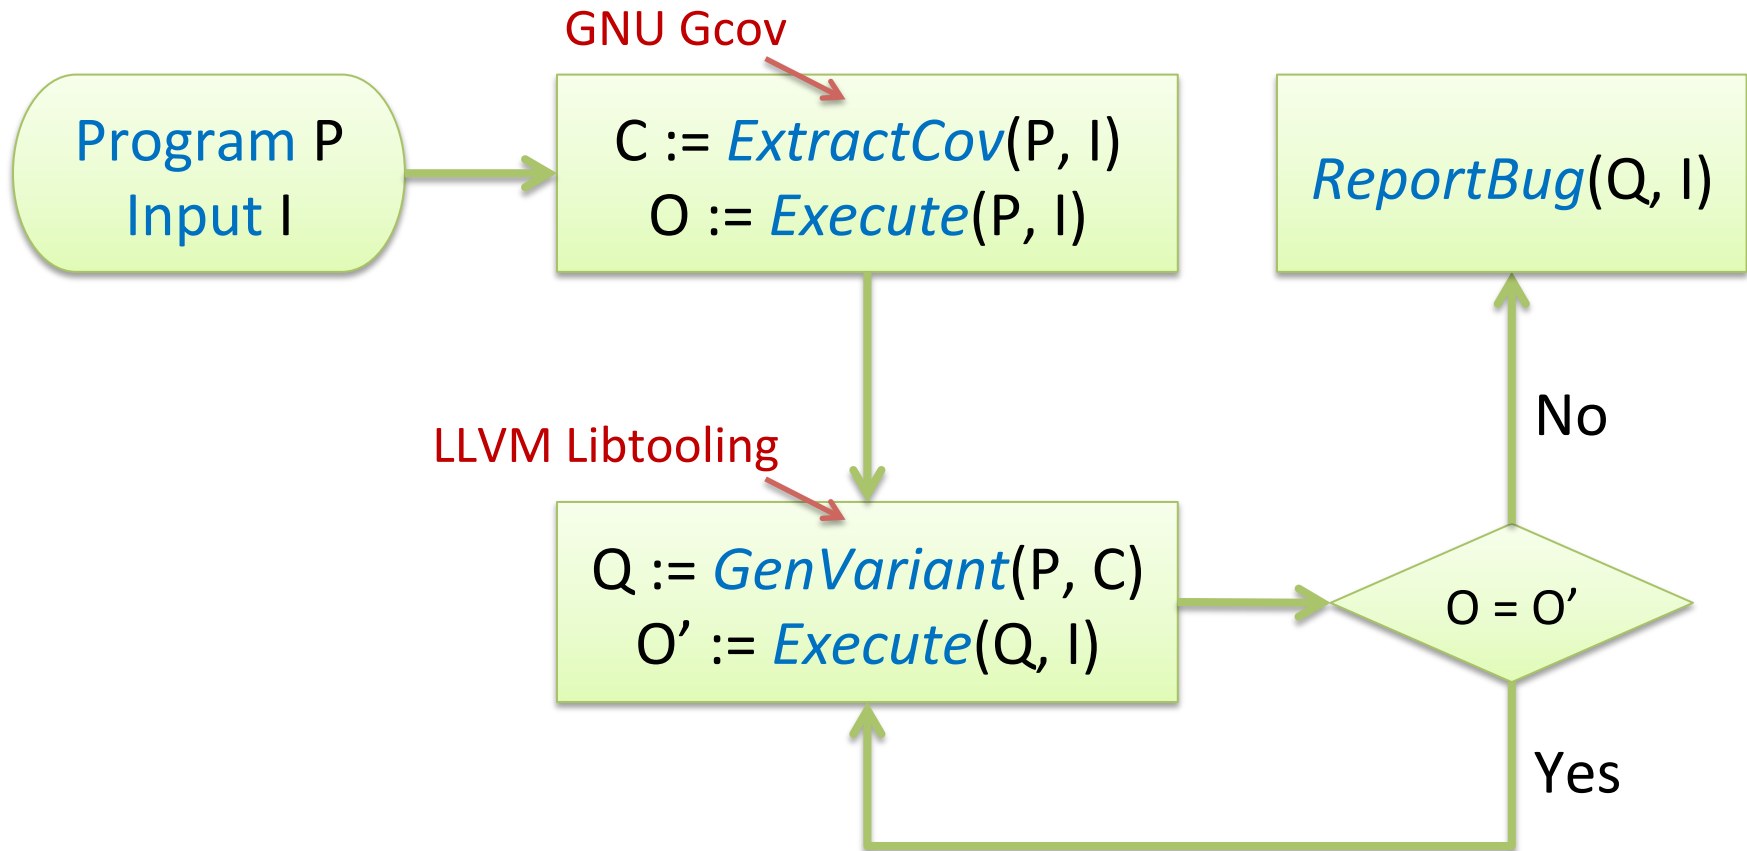 GNU Gcov
Program P
Input I
C := ExtractCov(P, I)
O := Execute(P, I)
ReportBug(Q, I)
No
LLVM Libtooling
Q := GenVariant(P, C)
O’ := Execute(Q, I)
O = O’
Yes